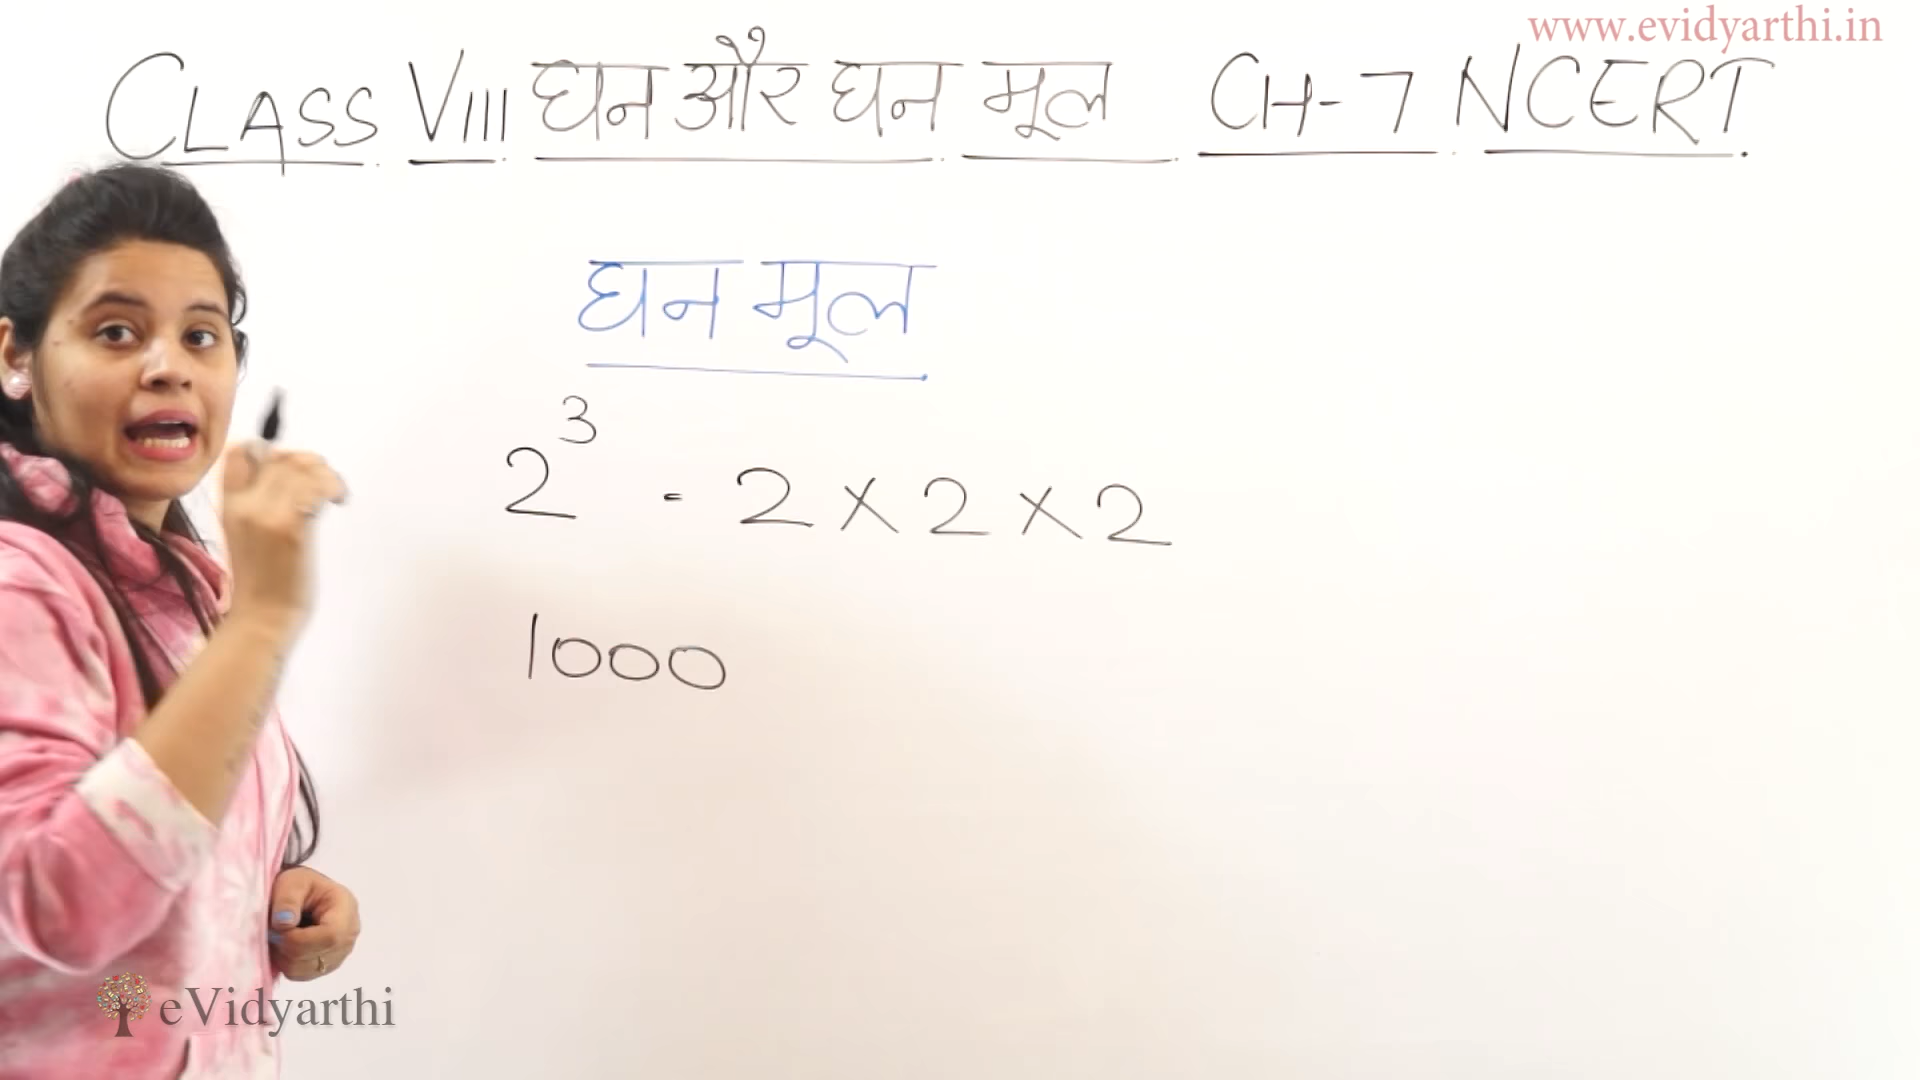 www.evidyarthi.in
CLASS VIII घन और घन मूल CH-7 NCERT
घन मूल
2³ = 2 × 2 × 2
1000
eVidyarthi